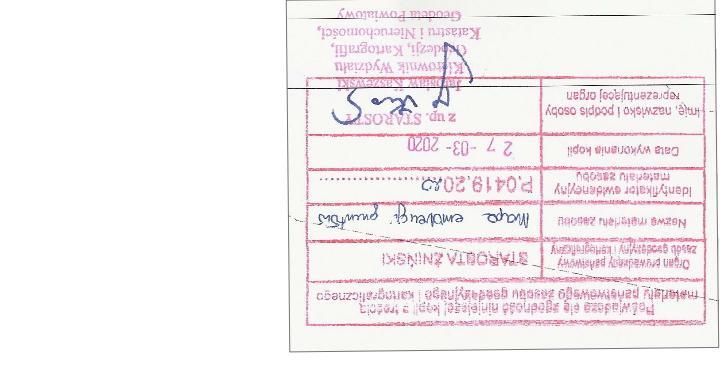 Poświadcza się zgodność niniejszej kopii z treścią
materiału państwowego zasobu geodezyjnego i kartograficznego
Organ prowadzący państwowy
zasób geodezyjny i kartograficzny
STAROSTA ŻNIŃSKI
Nazwa materiału zasobu
Mapa ewidencji gruntów
Identyfikator ewidencyjny
materiału zasobu
P.0419.20
Data wykonania kopii
27 -03- 2020
Imię, nazwisko i podpis osoby
reprezentującej organ
z up. STAROSTY
Jarosław Kaszewski
Kierownik Wydziału
Geodezji, Kartografii,
Katastru i Nieruchomości,
Geodeta Powiatowy